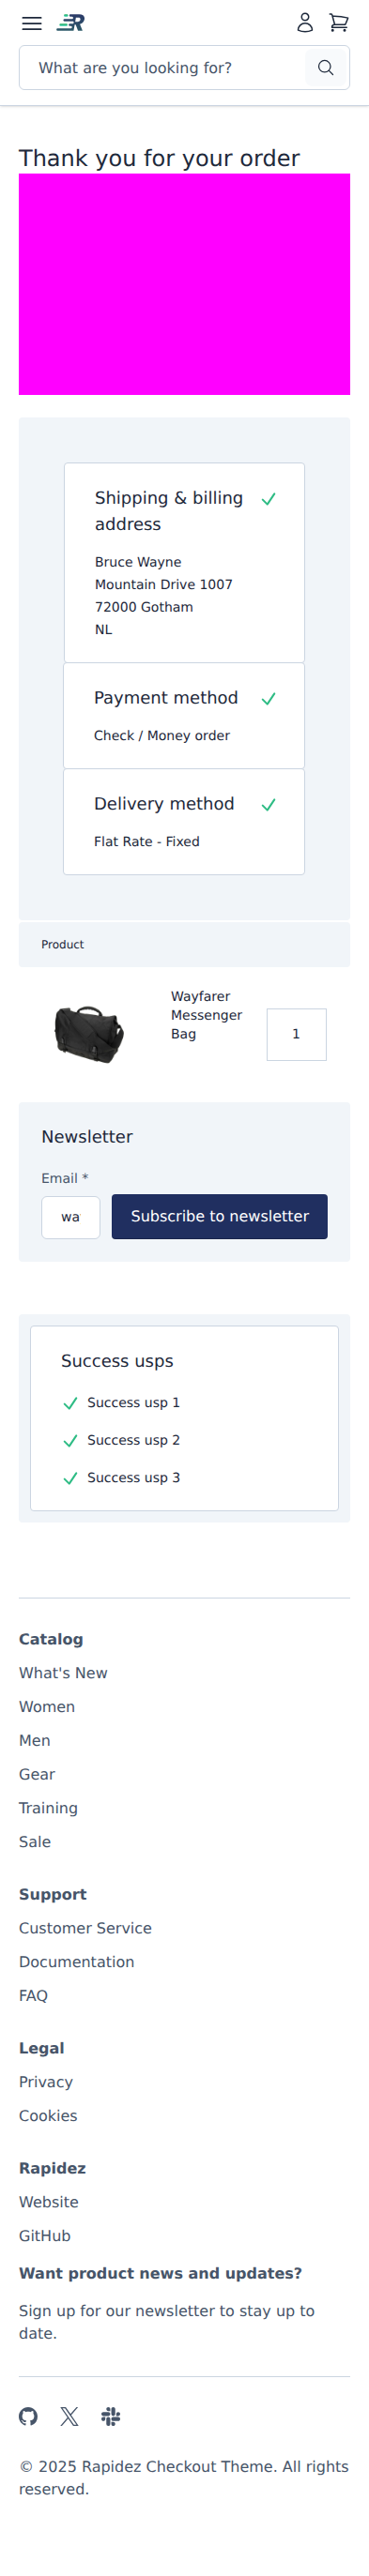 What are you looking for?
Thank you for your order
Shipping & billing
address
Bruce Wayne
Mountain Drive 1007
72000 Gotham
NL
Payment method
Check / Money order
Delivery method
Flat Rate - Fixed
Product
Wayfarer
Messenger
Bag
1
Newsletter
Email *
wa
Subscribe to newsletter
Success usps
Success usp 1
Success usp 2
Success usp 3
Catalog
What's New
Women
Men
Gear
Training
Sale
Support
Customer Service
Documentation
FAQ
Legal
Privacy
Cookies
Rapidez
Website
GitHub
Want product news and updates?
Sign up for our newsletter to stay up to
date.
© 2025 Rapidez Checkout Theme. All rights
reserved.